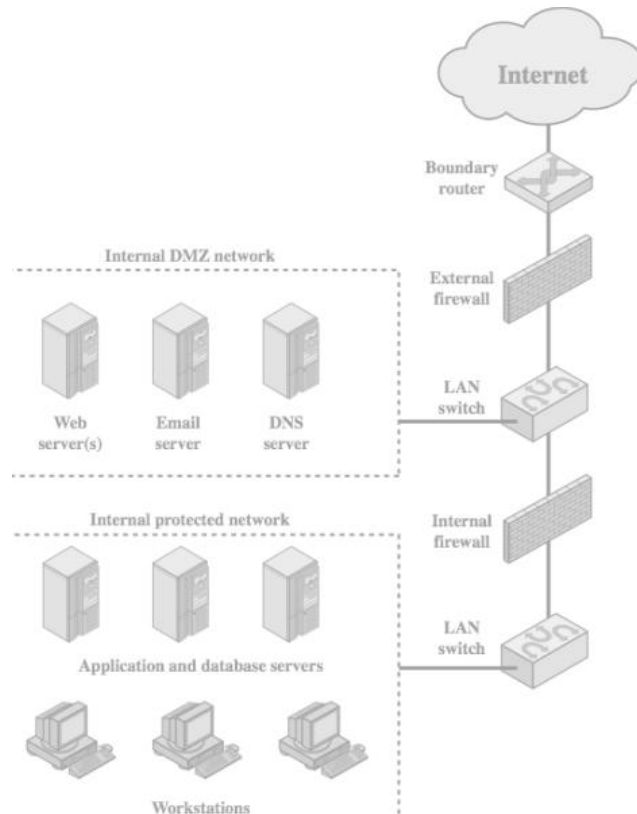 Internet
Boundary
router
Internal DMZ network
External
firewall
Web
server(s)
Email
server
DNS
server
LAN
switch
Internal protected network
Internal
firewall
Application and database servers
LAN
switch
Workstations